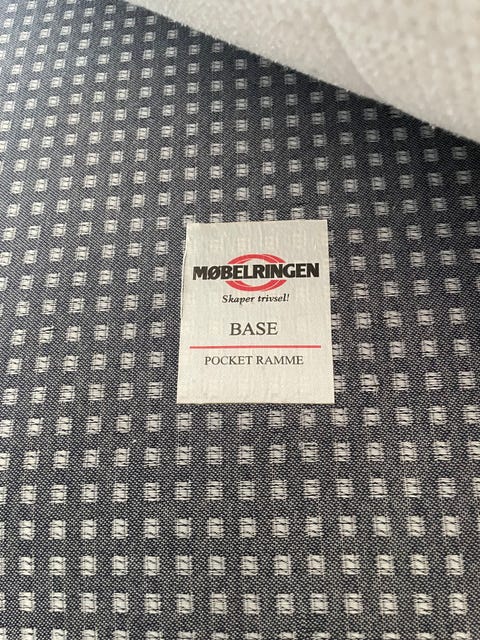 MØBELRINGEN
Skaper trivsel!
BASE
POCKET RAMME